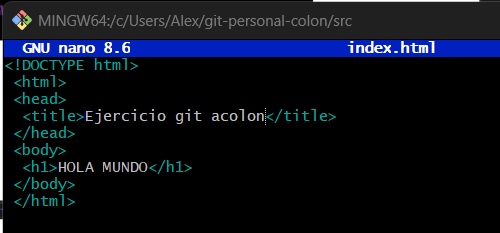 MINGW64:/c/Users/Alex/git-personal-colon/src
GNU nano 8.6 index.html
<!DOCTYPE html>
<html>
<head>
<title>Ejercicio git acolon</title>
</head>
<body>
<h1>HOLA MUNDO</h1>
</body>
</html>